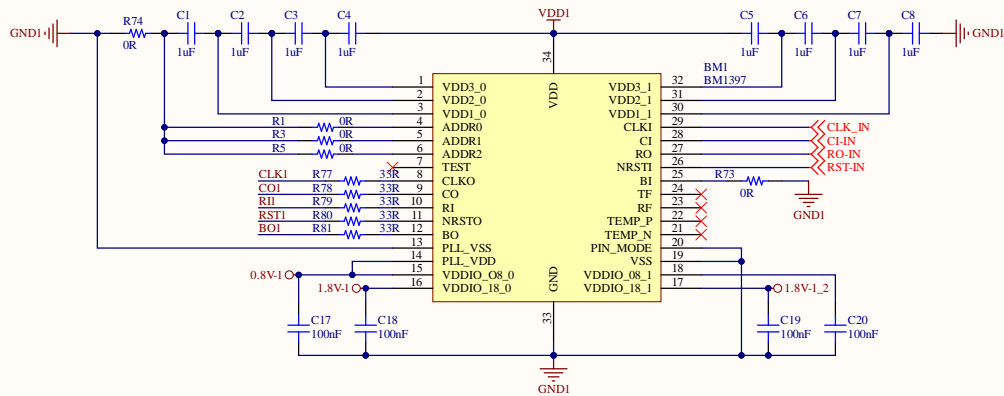 R74 C1 C2 C3 C4 VDD1 C5 C6 C7 C8
GND1 GND1
0R 1uF 1uF 1uF 1uF 1uF 1uF 1uF 1uF
34
VDD
BM1
BM1397
1 VDD3_0 VDD3_1 32
2 VDD2_0 VDD2_1 31
3 VDD1_0 VDD1_1 30
R1 0R 4 ADDR0 CLKI 29 CLK_IN
R3 0R 5 ADDR1 CI 28 CI-IN
R5 0R 6 ADDR2 RO 27 RO-IN
7 TEST NRSTI 26 RST-IN
CLK1 R77 33R 8 CLKO BI 25 R73 0R
CO1 R78 33R 9 CO TF 24
RI1 R79 33R 10 RI RF 23
RST1 R80 33R 11 NRSTO TEMP_P 22
BO1 R81 33R 12 BO TEMP_N 21
GND1
13 PLL_VSS PIN_MODE 20
14 PLL_VDD VSS 19
0.8V-1 15 VDDIO_O8_0 VDDIO_08_1 18
1.8V-1 16 VDDIO_18_0 VDDIO_18_1 17 1.8V-1_2
GND
33
C17 C18 C19 C20
100nF 100nF 100nF 100nF
GND1